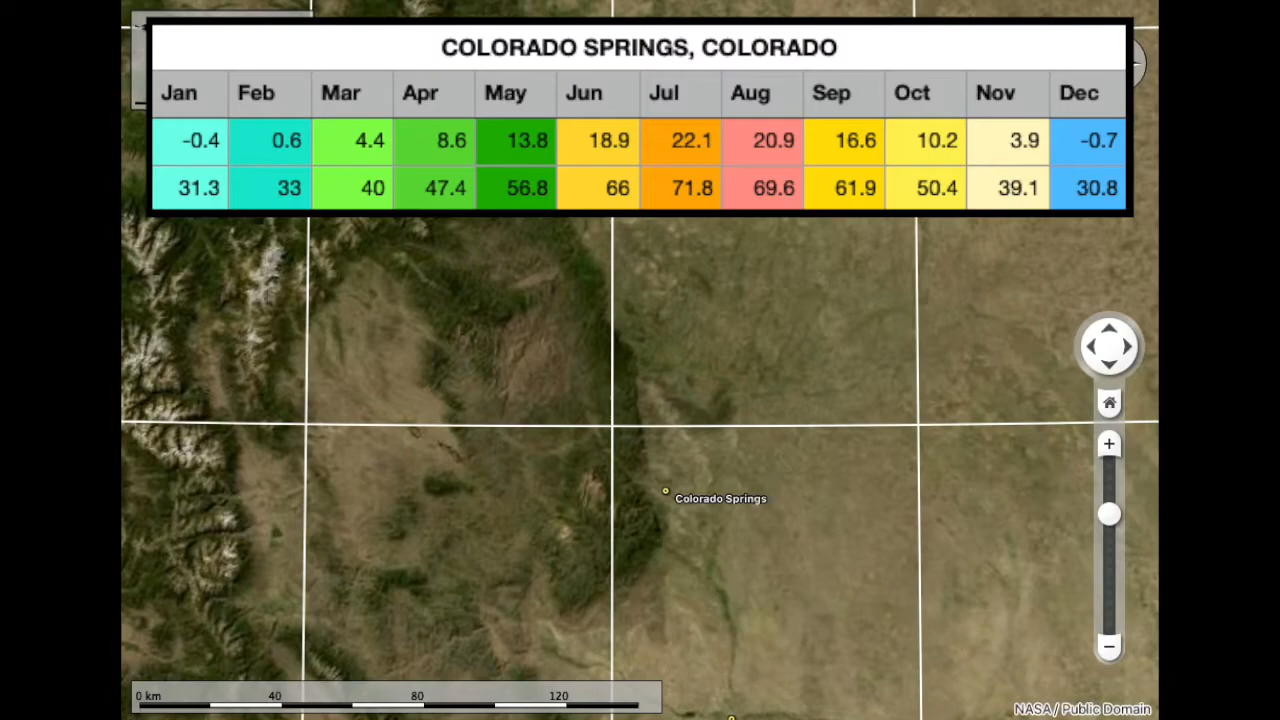 COLORADO SPRINGS, COLORADO
Jan Feb Mar Apr May Jun Jul Aug Sep Oct Nov Dec
-0.4 0.6 4.4 8.6 13.8 18.9 22.1 20.9 16.6 10.2 3.9 -0.7
31.3 33 40 47.4 56.8 66 71.8 69.6 61.9 50.4 39.1 30.8
+
Colorado Springs
−
0 km 40 80 120
NASA / Public Domain